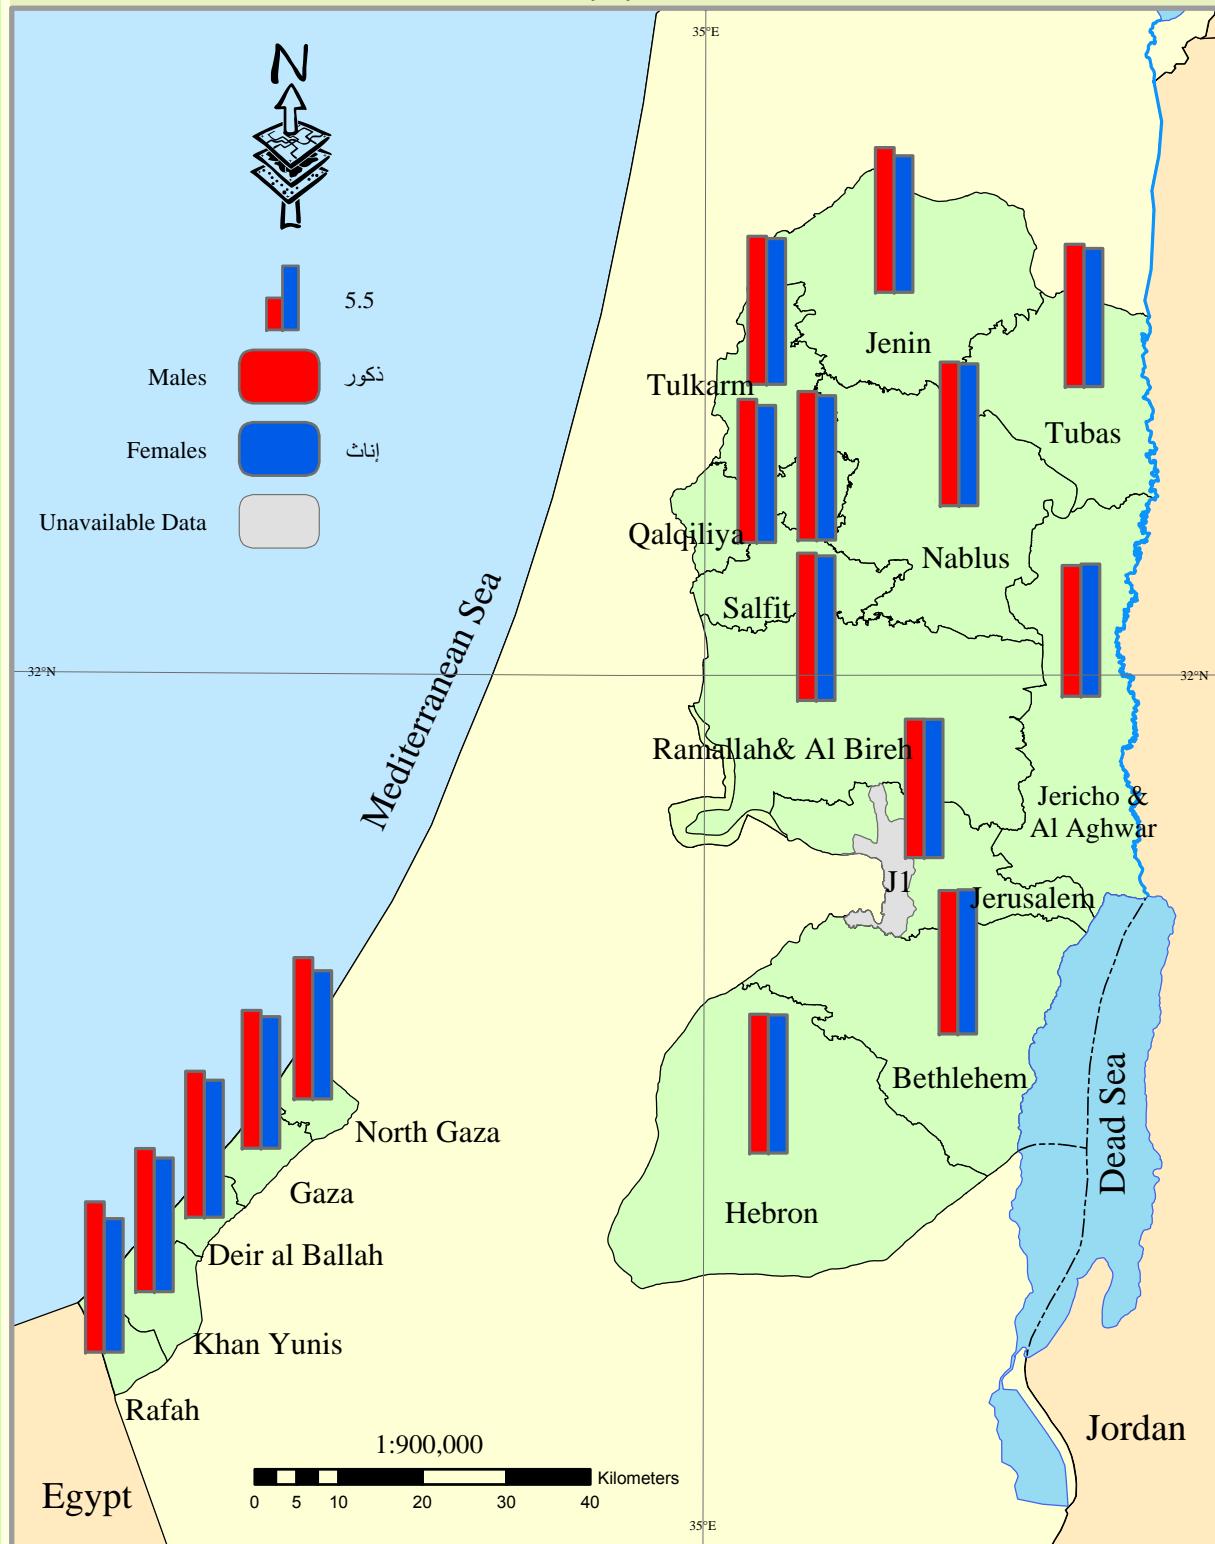 35°E
N
5.5
Males ذكور
Females إناث
Unavailable Data
Jenin
Tulkarm
Tubas
Qalqiliya
Nablus
Salfit
Mediterranean Sea
32°N
32°N
Ramallah& Al Bireh
Jericho &
Al Aghwar
J1
Jerusalem
Bethlehem
Dead Sea
North Gaza
Gaza
Hebron
Deir al Ballah
Khan Yunis
Rafah
Jordan
1:900,000
Kilometers
0 5 10 20 30 40
Egypt
35°E